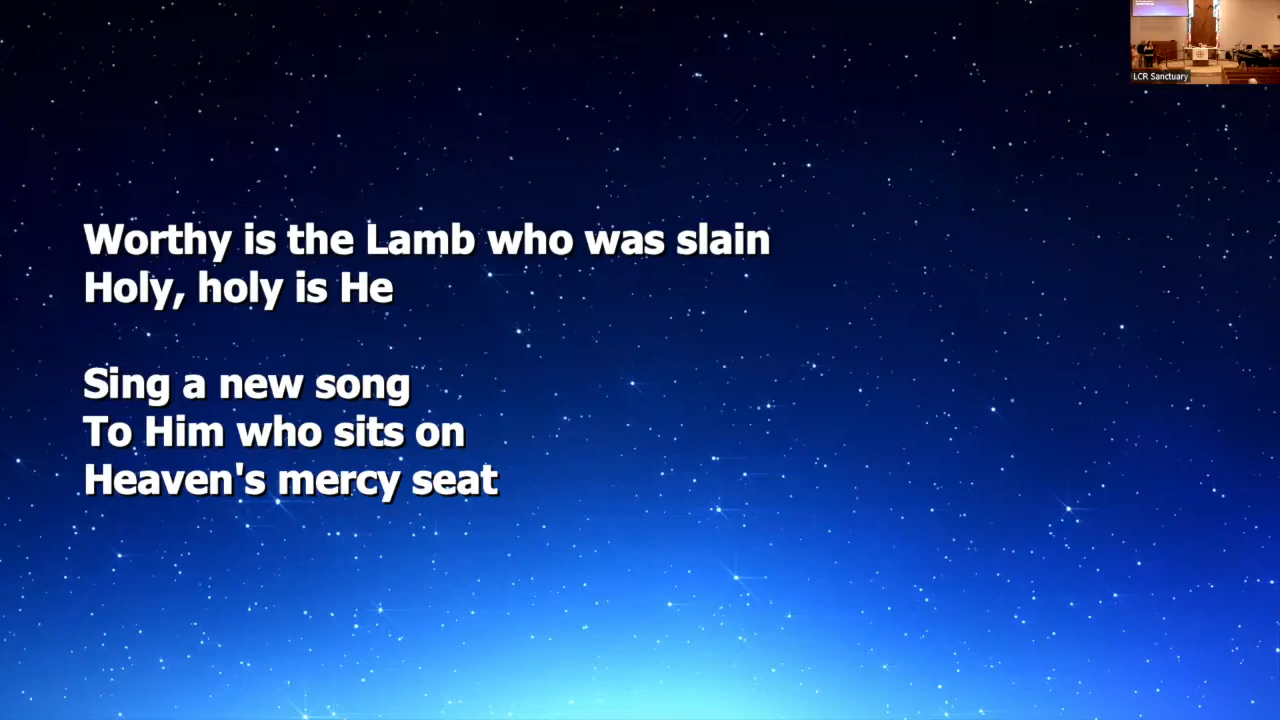 LCR Sanctuary
Worthy is the Lamb who was slain
Holy, holy is He
Sing a new song
To Him who sits on
Heaven's mercy seat